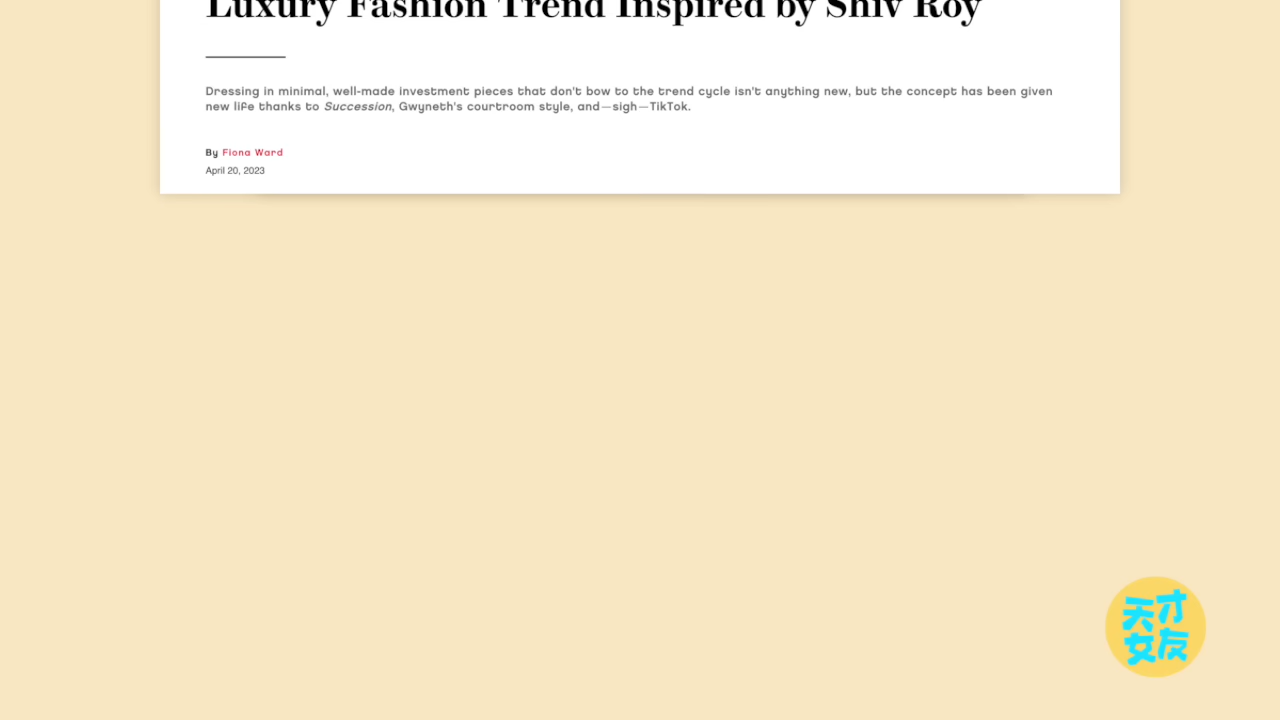 Luxury Fashion Trend Inspired by Shiv Roy
Dressing in minimal, well-made investment pieces that don't bow to the trend cycle isn't anything new, but the concept has been given
new life thanks to Succession, Gwyneth's courtroom style, and—sigh—TikTok.
By Fiona Ward
April 20, 2023
天才
女友